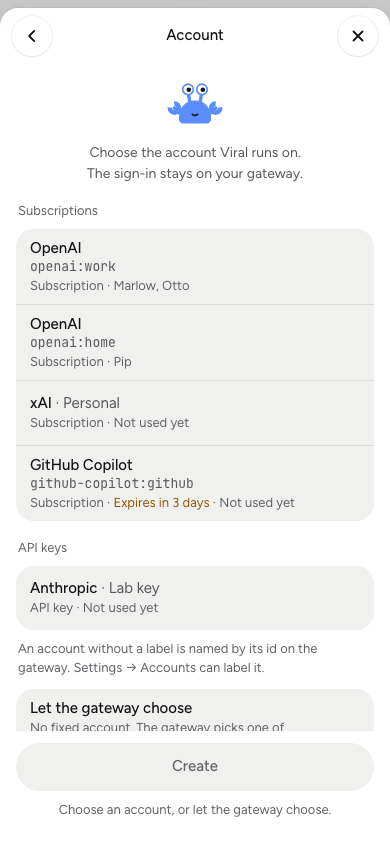 Account
Choose the account Viral runs on.
The sign-in stays on your gateway.
Subscriptions
OpenAI
openai:work
Subscription · Marlow, Otto
OpenAI
openai:home
Subscription · Pip
xAI · Personal
Subscription · Not used yet
GitHub Copilot
github-copilot:github
Subscription · Expires in 3 days · Not used yet
API keys
Anthropic · Lab key
API key · Not used yet
An account without a label is named by its id on the
gateway. Settings → Accounts can label it.
Let the gateway choose
No fixed account. The gateway picks one of
Create
Choose an account, or let the gateway choose.